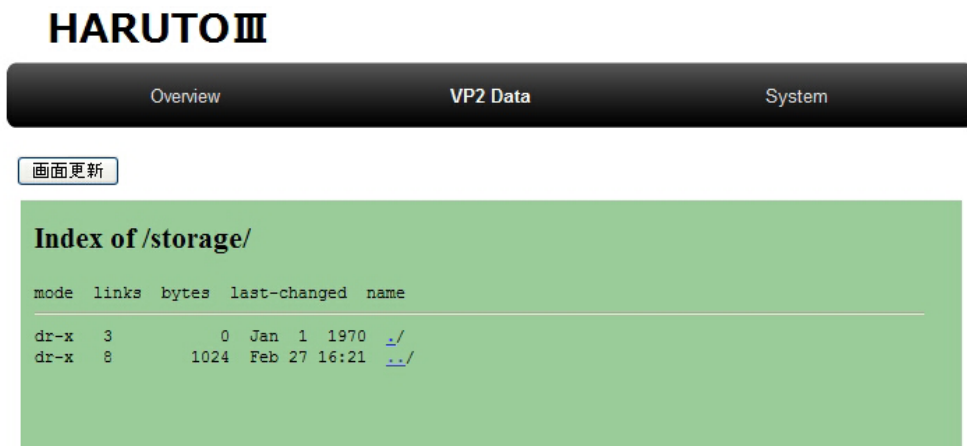 HARUTOⅢ
Overview VP2 Data System
画面更新
Index of /storage/
mode links bytes last-changed name
dr-x 3 0 Jan 1 1970 ./
dr-x 8 1024 Feb 27 16:21 ../